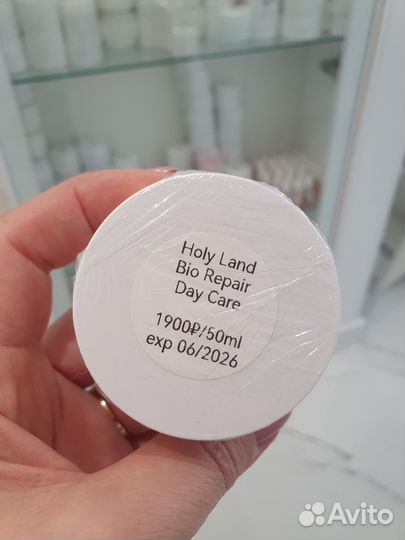 Holy Land
Bio Repair
Day Care
1900₽/50ml
exp 06/2026
Avito